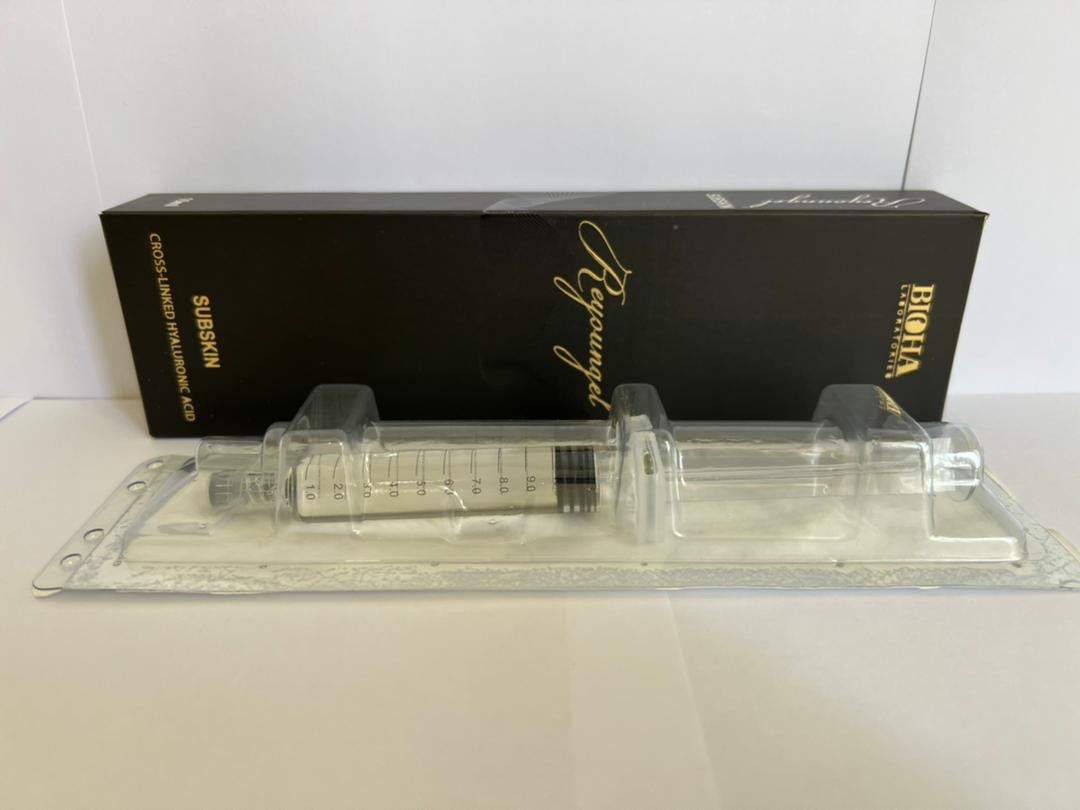 Reyoungel
SUBSKIN
CROSS-LINKED HYALURONIC ACID
SUBSKIN
Reyoungel
BIOHA
LABORATORIES
1.0
2.0
3.0
4.0
5.0
6.0
7.0
8.0
9.0